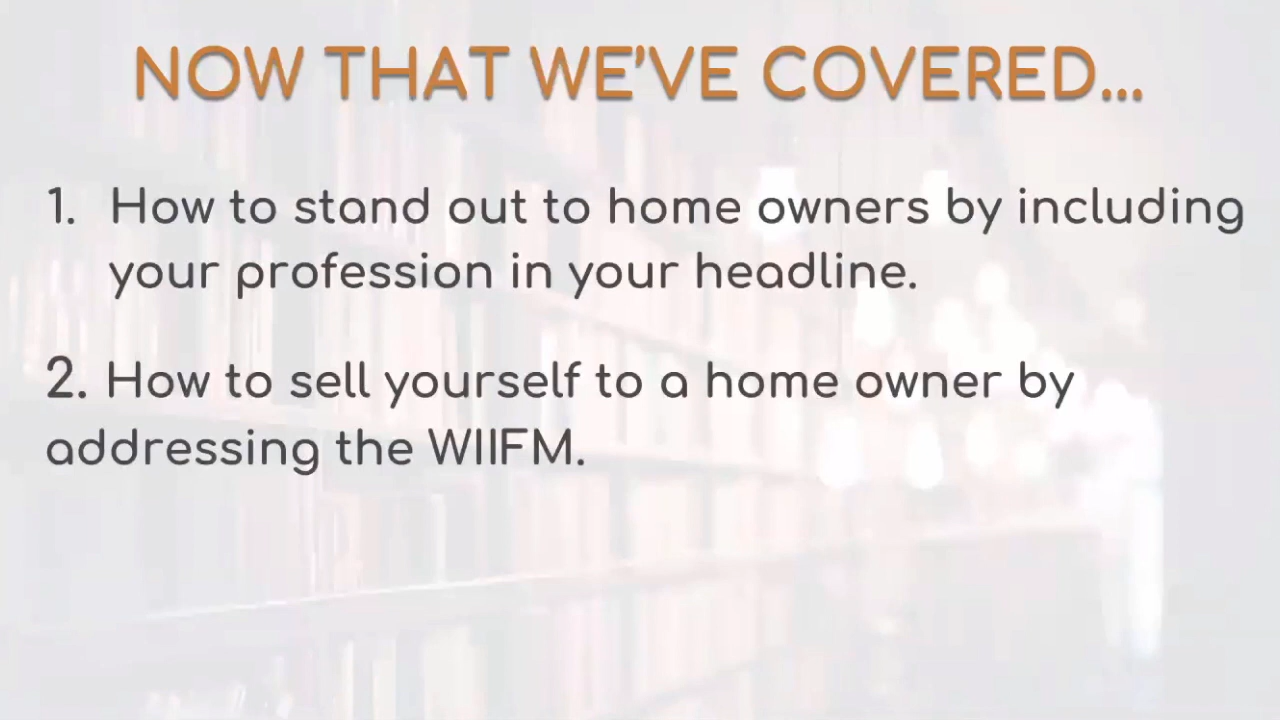 NOW THAT WE'VE COVERED...
1. How to stand out to home owners by including
your profession in your headline.
2. How to sell yourself to a home owner by
addressing the WIIFM.